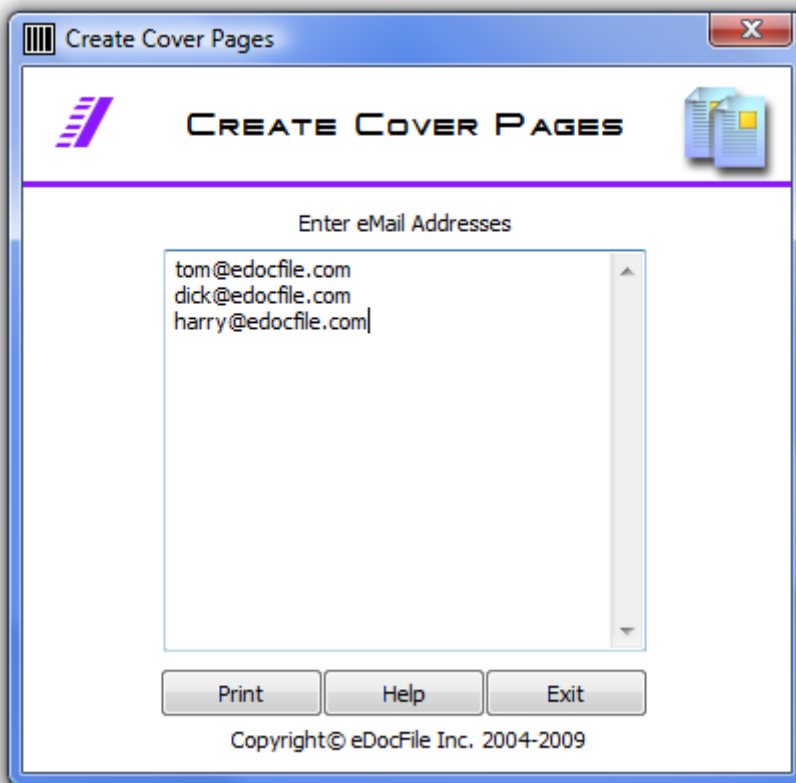 Create Cover Pages
CREATE COVER PAGES
Enter eMail Addresses
tom@edocfile.com
dick@edocfile.com
harry@edocfile.com
Print Help Exit
Copyright© eDocFile Inc. 2004-2009